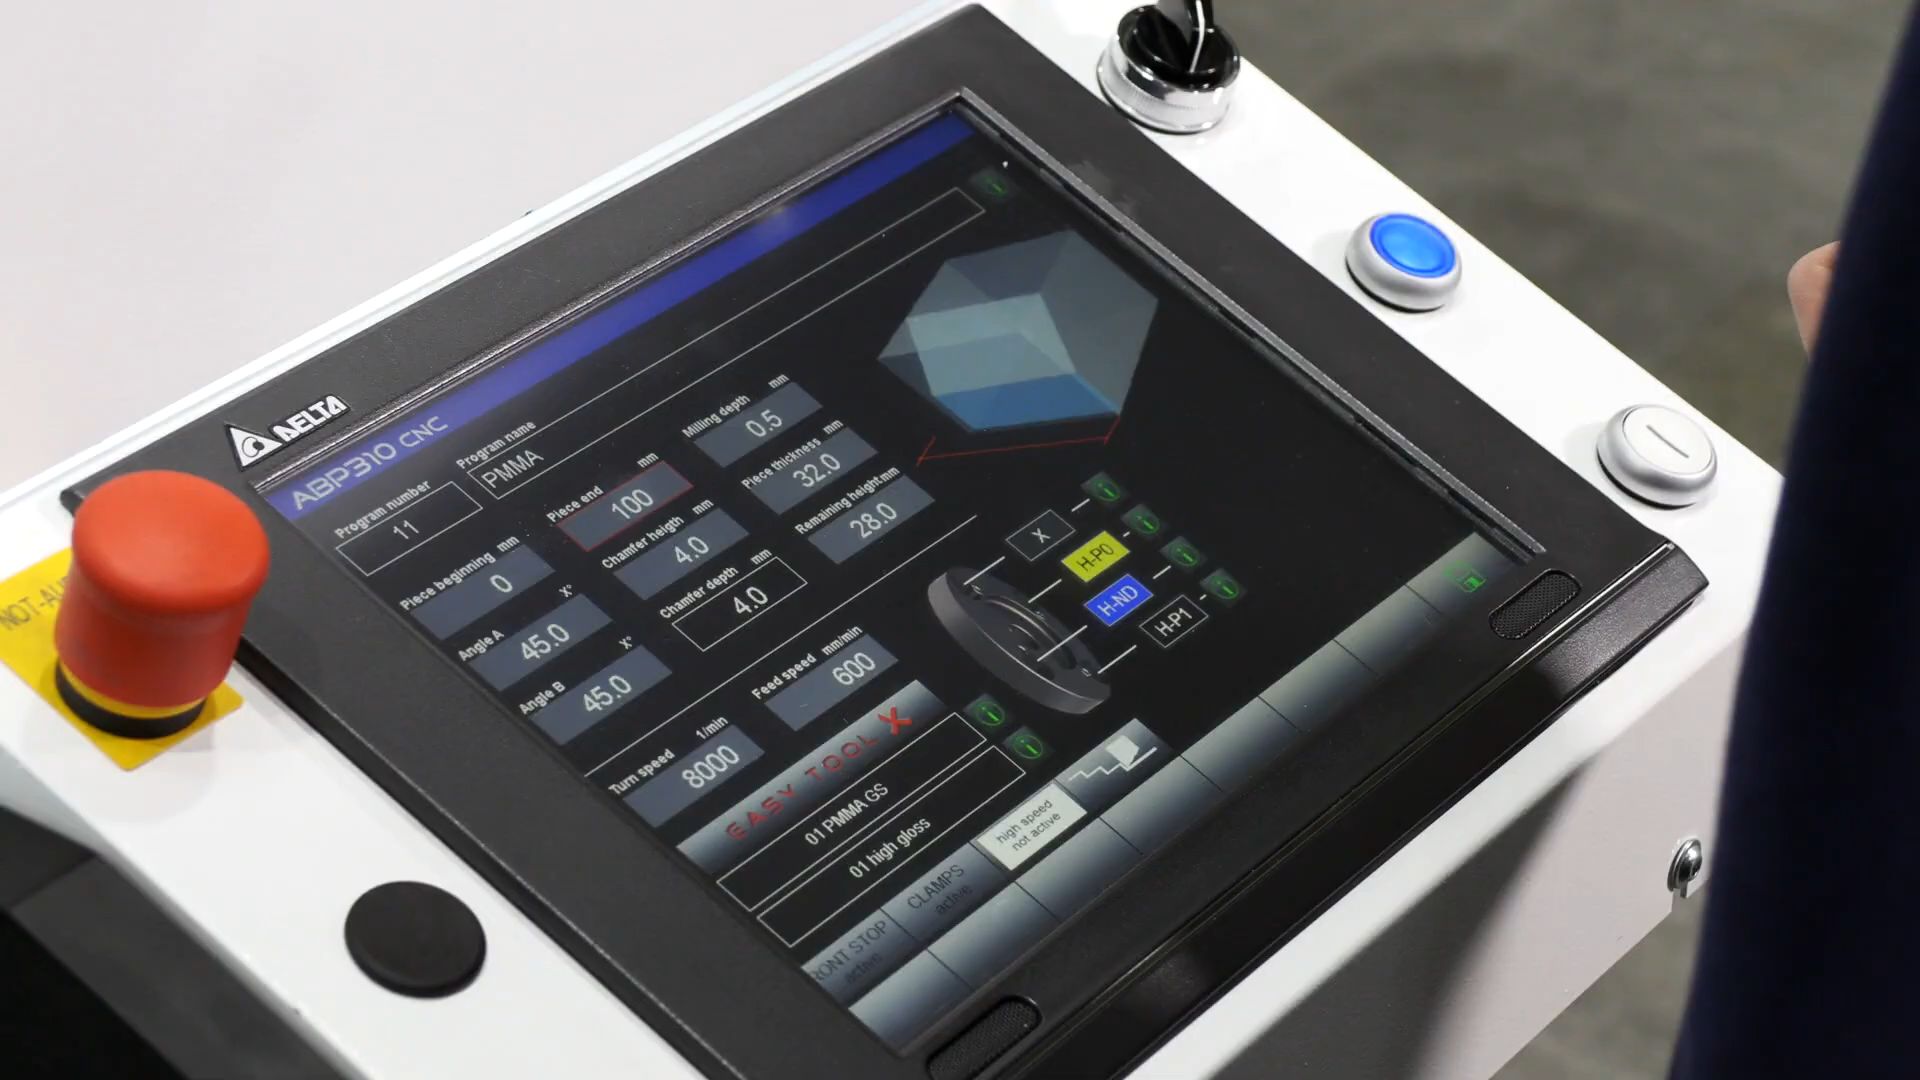 DELTA
ABP310 CNC
Program number
11
Program name
PMMA
Piece beginning mm
0
Piece end mm
100
Milling depth mm
0.5
Angle A X°
45.0
Chamfer heigth mm
4.0
Piece thickness mm
32.0
Angle B X°
45.0
Chamfer depth mm
4.0
Remaining height mm
28.0
Turn speed 1/min
8000
Feed speed mm/min
600
X
H-P0
H-ND
H-P1
EASY TOOL X
01 PMMA GS
01 high gloss
RONT STOP
active
CLAMPS
active
high speed
not active
NOT-AU